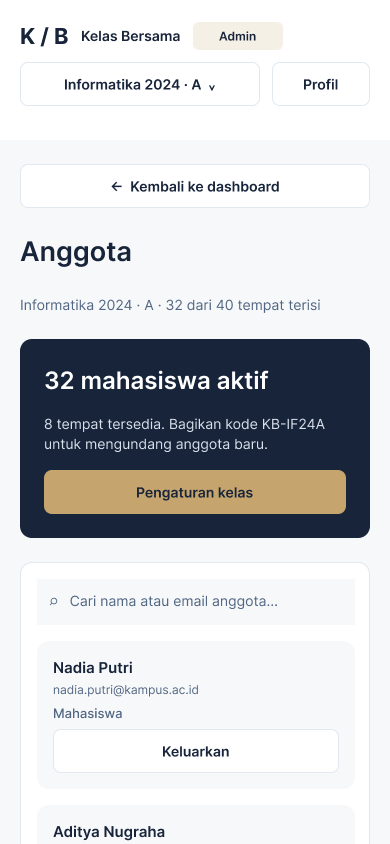 K / B Kelas Bersama Admin
Informatika 2024 · A Profil
← Kembali ke dashboard
Anggota
Informatika 2024 · A · 32 dari 40 tempat terisi
32 mahasiswa aktif
8 tempat tersedia. Bagikan kode KB-IF24A
untuk mengundang anggota baru.
Pengaturan kelas
Cari nama atau email anggota...
Nadia Putri
nadia.putri@kampus.ac.id
Mahasiswa
Keluarkan
Aditya Nugraha